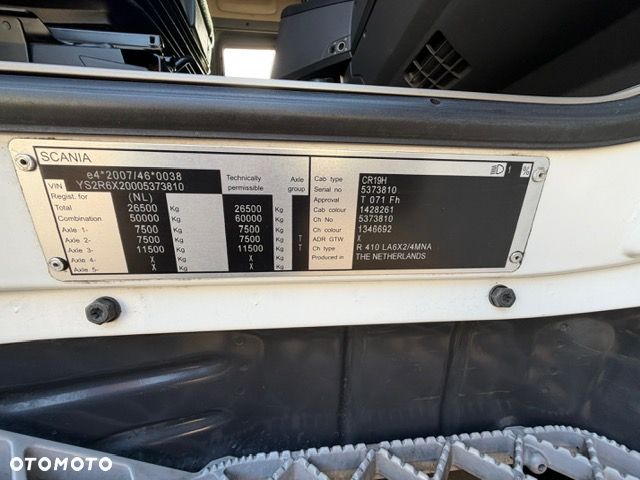 SCANIA
e4*2007/46*0038
VIN YS2R6X20005373810
Regist. for (NL) Technically permissible Axle group
Total 26500 Kg 26500 Kg
Combination 50000 Kg 60000 Kg
Axle 1- 7500 Kg 7500 Kg
Axle 2- 7500 Kg 7500 Kg T
Axle 3- 11500 Kg 11500 Kg T
Axle 4- X Kg X Kg
Axle 5- X Kg X Kg
1 %
Cab type CR19H
Serial 5373810
Approval T 071 Fh
Cab colour 1428261
Ch No 5373810
Ch colour 1346692
ADR GTW X
Ch type R 410 LA6X2/4MNA
Produced in THE NETHERLANDS
OTOMOTO